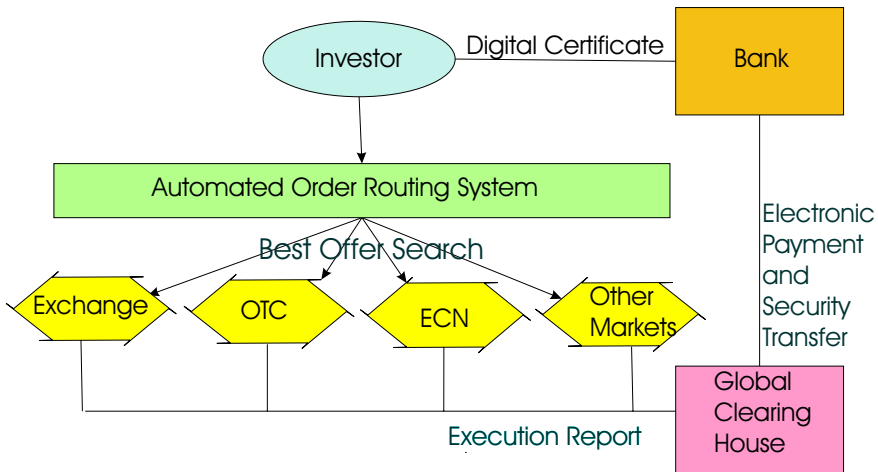 Investor
Digital Certificate
Bank
Automated Order Routing System
Best Offer Search
Electronic
Payment
and
Security
Transfer
Exchange
OTC
ECN
Other
Markets
Global
Clearing
House
Execution Report